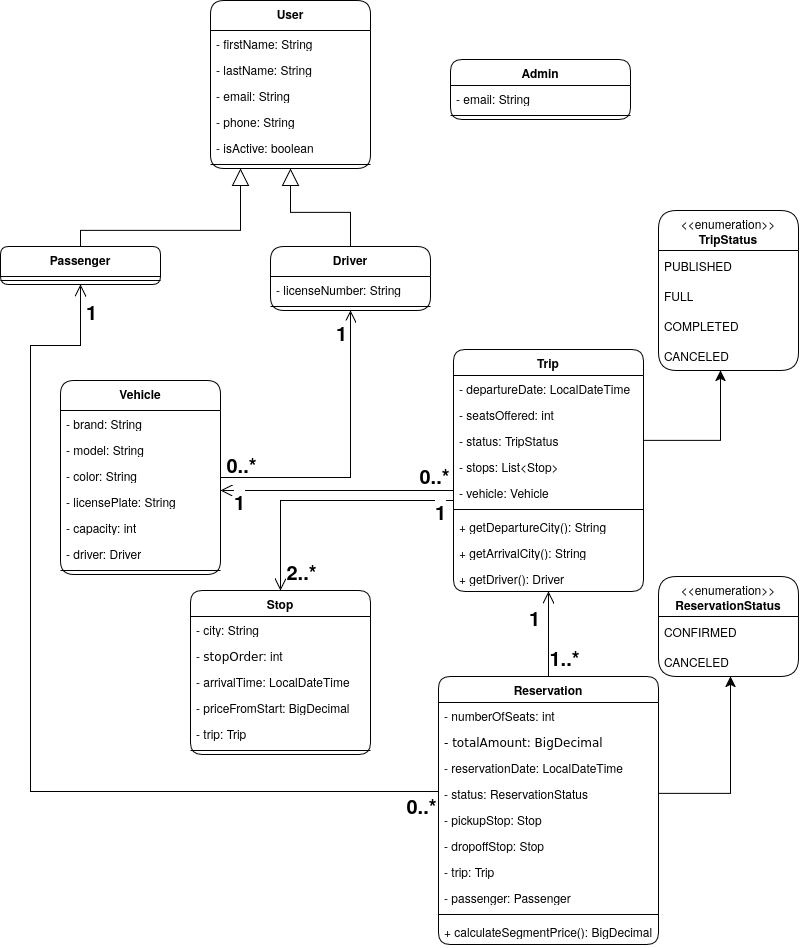 User
- firstName: String
- lastName: String
- email: String
- phone: String
- isActive: boolean
Admin
- email: String
Passenger
Driver
- licenseNumber: String
<<enumeration>>
TripStatus
PUBLISHED
FULL
COMPLETED
CANCELED
1
1
Vehicle
- brand: String
- model: String
- color: String
- licensePlate: String
- capacity: int
- driver: Driver
0..*
1
Trip
- departureDate: LocalDateTime
- seatsOffered: int
- status: TripStatus
- stops: List<Stop>
- vehicle: Vehicle
+ getDepartureCity(): String
+ getArrivalCity(): String
+ getDriver(): Driver
0..*
1
2..*
Stop
- city: String
- stopOrder: int
- arrivalTime: LocalDateTime
- priceFromStart: BigDecimal
- trip: Trip
1
1..*
<<enumeration>>
ReservationStatus
CONFIRMED
CANCELED
Reservation
- numberOfSeats: int
- totalAmount: BigDecimal
- reservationDate: LocalDateTime
- status: ReservationStatus
- pickupStop: Stop
- dropoffStop: Stop
- trip: Trip
- passenger: Passenger
+ calculateSegmentPrice(): BigDecimal
0..*